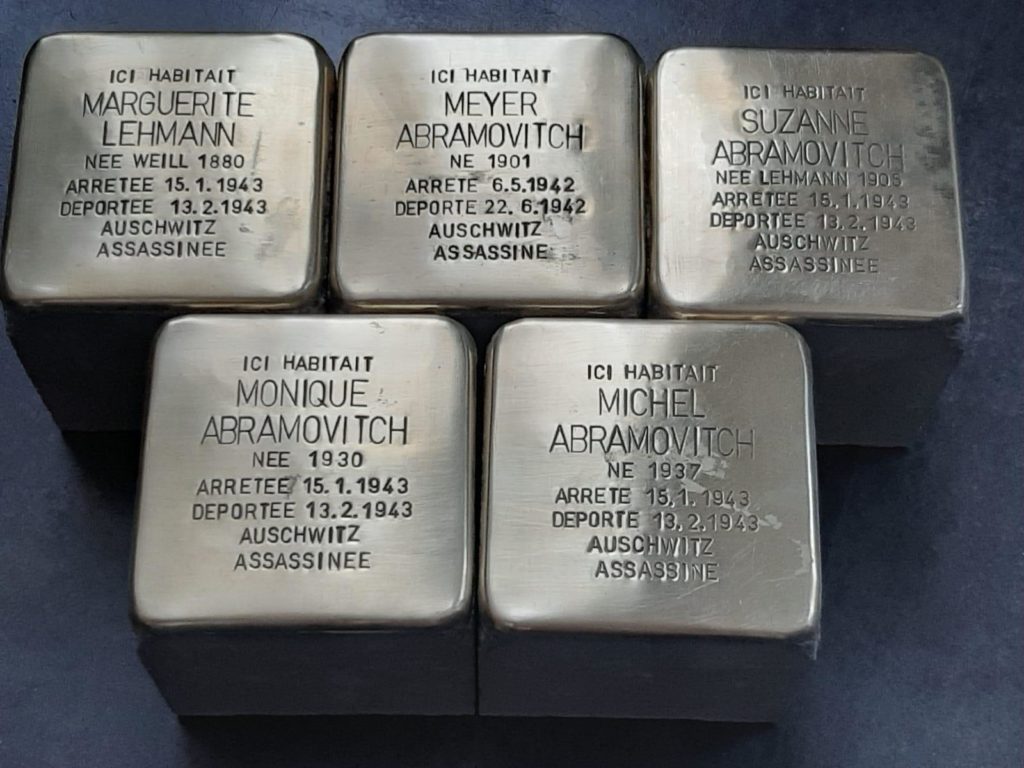 ICI HABITAIT
MARGUERITE
LEHMANN
NEE WEILL 1880
ARRETEE 15.1.1943
DEPORTEE 13.2.1943
AUSCHWITZ
ASSASSINEE
ICI HABITAIT
MEYER
ABRAMOVITCH
NE 1901
ARRETE 6.5.1942
DEPORTE 22.6.1942
AUSCHWITZ
ASSASSINE
ICI HABITAIT
SUZANNE
ABRAMOVITCH
NEE LEHMANN
ARRETEE 15.1.1943
DEPORTEE 13.2.1943
AUSCHWITZ
ASSASSINEE
ICI HABITAIT
MONIQUE
ABRAMOVITCH
NEE 1930
ARRETEE 15.1.1943
DEPORTEE 13.2.1943
AUSCHWITZ
ASSASSINEE
ICI HABITAIT
MICHEL
ABRAMOVITCH
NE 1937
ARRETE 15.1.1943
DEPORTE 13.2.1943
AUSCHWITZ
ASSASSINE